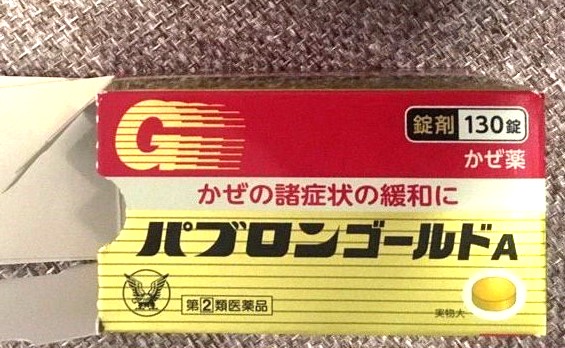 G
錠剤 130錠
かぜ薬
かぜの諸症状の緩和に
パブロンゴールドA
第②類医薬品
実物大